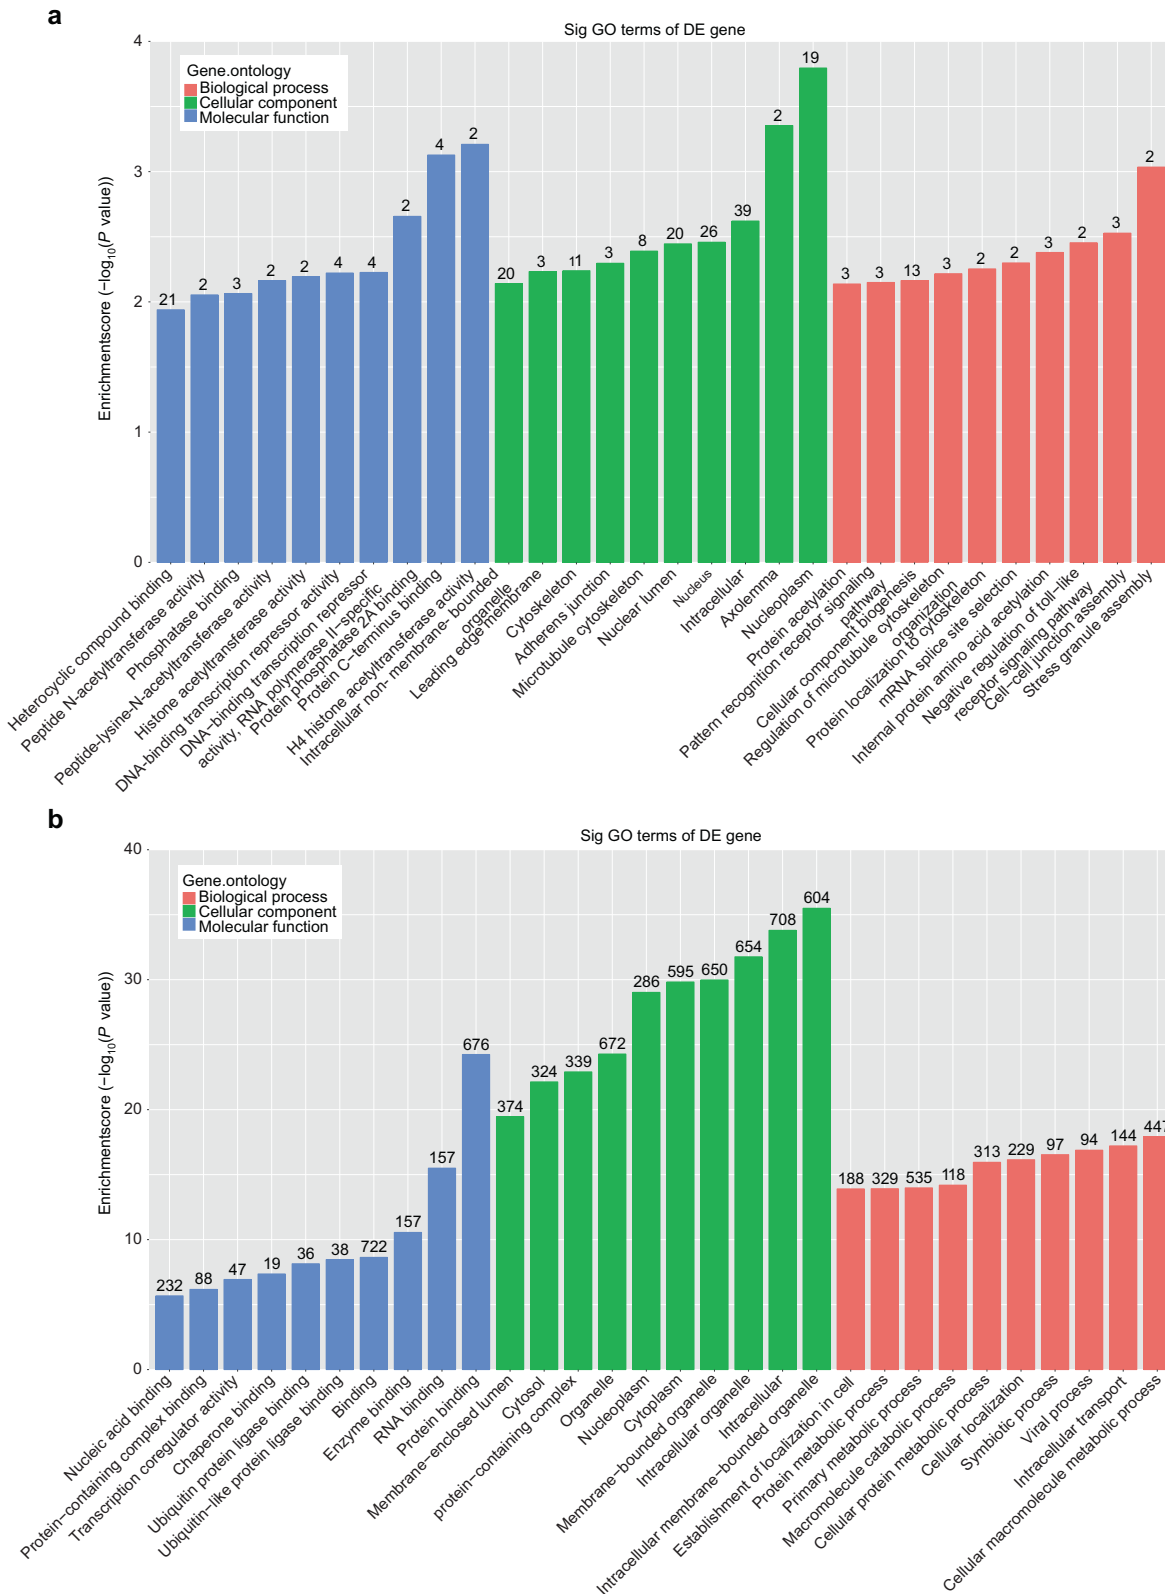 a
Sig GO terms of DE gene
Gene.ontology
Biological process
Cellular component
Molecular function
Enrichmentscore (−log10(P value))
4
3
2
1
0
21
2
3
2
2
4
4
2
4
2
20
3
11
3
8
20
26
39
2
19
3
3
13
3
2
2
3
2
3
2
Heterocyclic compound binding
Peptide N-acetyltransferase activity
Phosphatase binding
Peptide-lysine-N-acetyltransferase activity
Histone acetyltransferase activity
DNA-binding transcription repressor activity
DNA−binding transcription repressor
activity, RNA polymerase II−specific
Protein phosphatase 2A binding
Protein C−terminus binding
H4 histone acetyltransferase activity
Intracellular non− membrane− bounded
organelle
Leading edge membrane
Cytoskeleton
Adherens junction
Microtubule cytoskeleton
Nuclear lumen
Nucleus
Intracellular
Axolemma
Nucleoplasm
Protein acetylation
Pattern recognition receptor signaling
pathway
Cellular component biogenesis
Regulation of microtubule cytoskeleton
organization
Protein localization to cytoskeleton
mRNA splice site selection
Internal protein amino acid acetylation
Negative regulation of toll−like
receptor signaling pathway
Cell−cell junction assembly
Stress granule assembly
b
Sig GO terms of DE gene
Gene.ontology
Biological process
Cellular component
Molecular function
Enrichmentscore (−log10(P value))
40
30
20
10
0
232
88
47
19
36
38
722
157
157
676
374
324
339
672
286
595
650
654
708
604
188
329
535
118
313
229
97
94
144
447
Nucleic acid binding
Protein−containing complex binding
Transcription coregulator activity
Chaperone binding
Ubiquitin protein ligase binding
Ubiquitin−like protein ligase binding
Binding
Enzyme binding
RNA binding
Protein binding
Membrane−enclosed lumen
Cytosol
protein−containing complex
Organelle
Nucleoplasm
Cytoplasm
Membrane−bounded organelle
Intracellular organelle
Intracellular
Intracellular membrane−bounded organelle
Establishment of localization in cell
Protein metabolic process
Primary metabolic process
Macromolecule catabolic process
Cellular protein metabolic process
Cellular localization
Symbiotic process
Viral process
Intracellular transport
Cellular macromolecule metabolic process